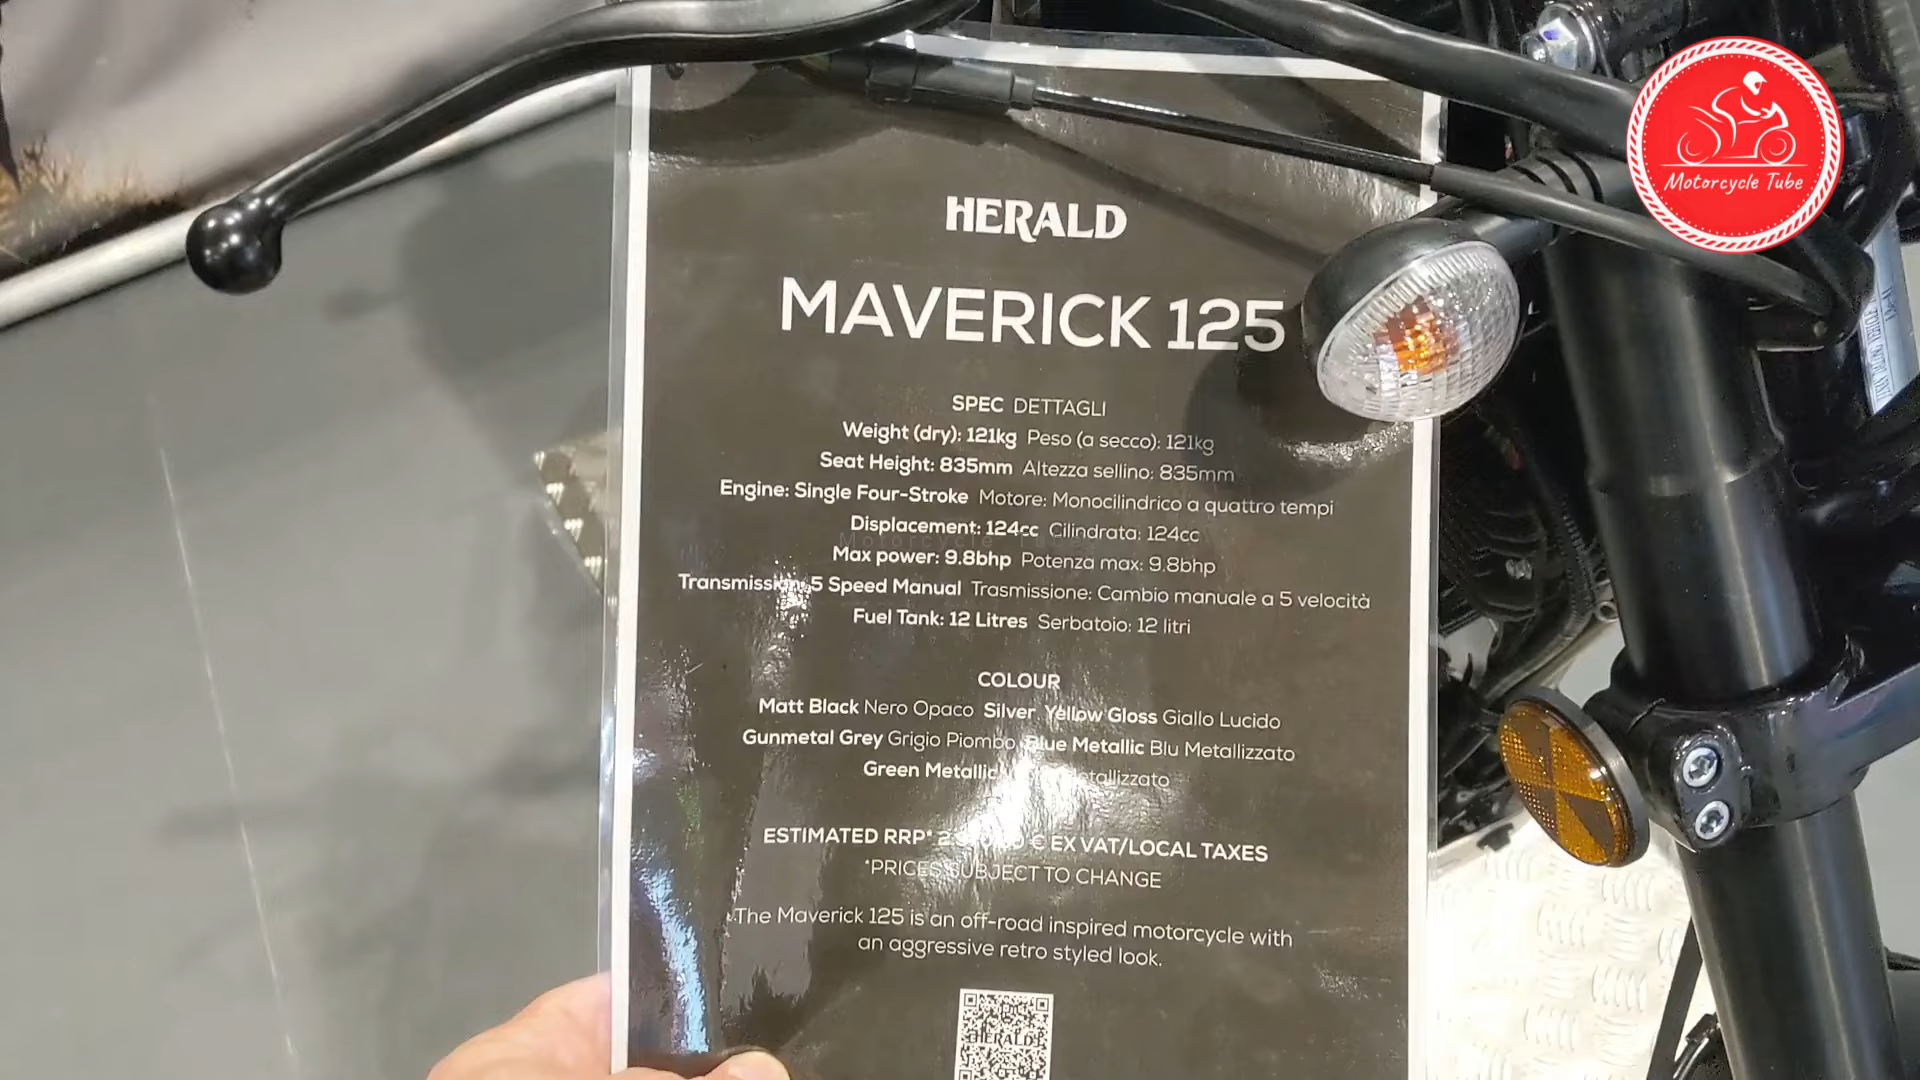 Motorcycle Tube
HERALD
MAVERICK 125
SPEC DETTAGLI
Weight (dry): 121kg Peso (a secco): 121kg
Seat Height: 835mm Altezza sellino: 835mm
Engine: Single Four-Stroke Motore: Monocilindrico a quattro tempi
Displacement: 124cc Cilindrata: 124cc
Max power: 9.8bhp Potenza max: 9.8bhp
Transmission: 5 Speed Manual Trasmissione: Cambio manuale a 5 velocità
Fuel Tank: 12 Litres Serbatoio: 12 litri
COLOUR
Matt Black Nero Opaco Silver Yellow Gloss Giallo Lucido
Gunmetal Grey Grigio Piombo Blue Metallic Blu Metallizzato
Green Metallic Metallizzato
ESTIMATED RRP* € EX VAT/LOCAL TAXES
*PRICES SUBJECT TO CHANGE
The Maverick 125 is an off-road inspired motorcycle with
an aggressive retro styled look.
HERALD